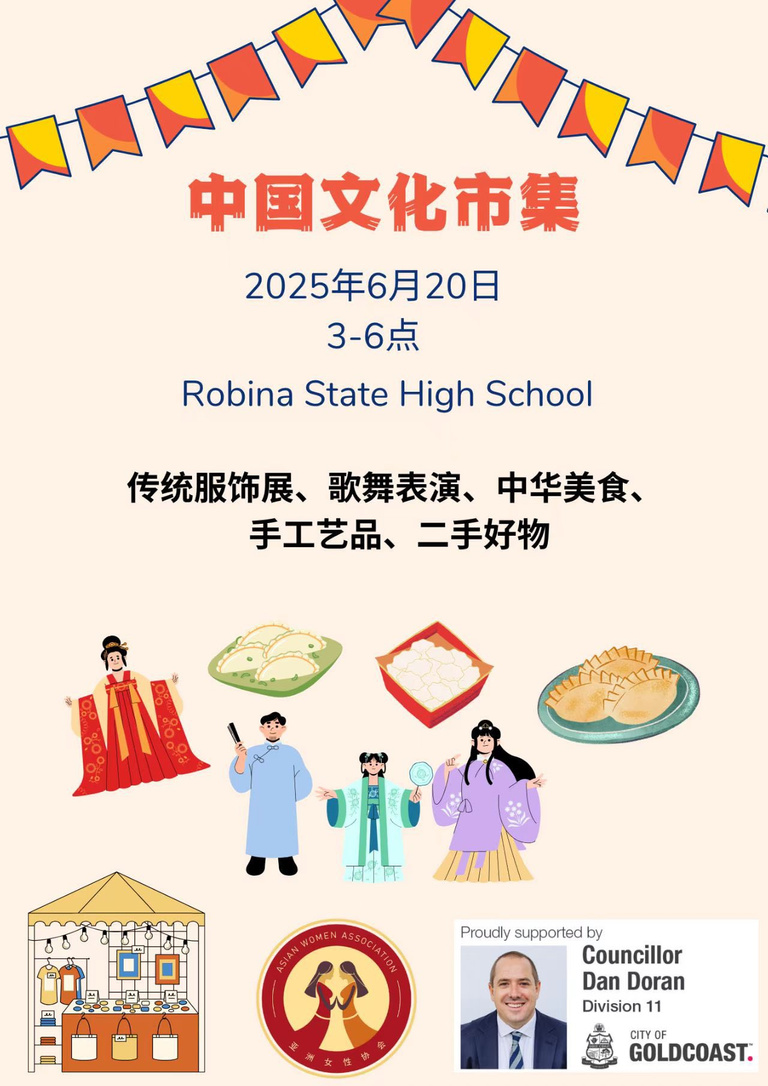 中国文化市集
2025年6月20日
3-6点
Robina State High School
传统服饰展、歌舞表演、中华美食、
手工艺品、二手好物
ASIAN WOMEN ASSOCIATION
亚洲女性协会
Proudly supported by
Councillor
Dan Doran
Division 11
CITY OF
GOLDCOAST.